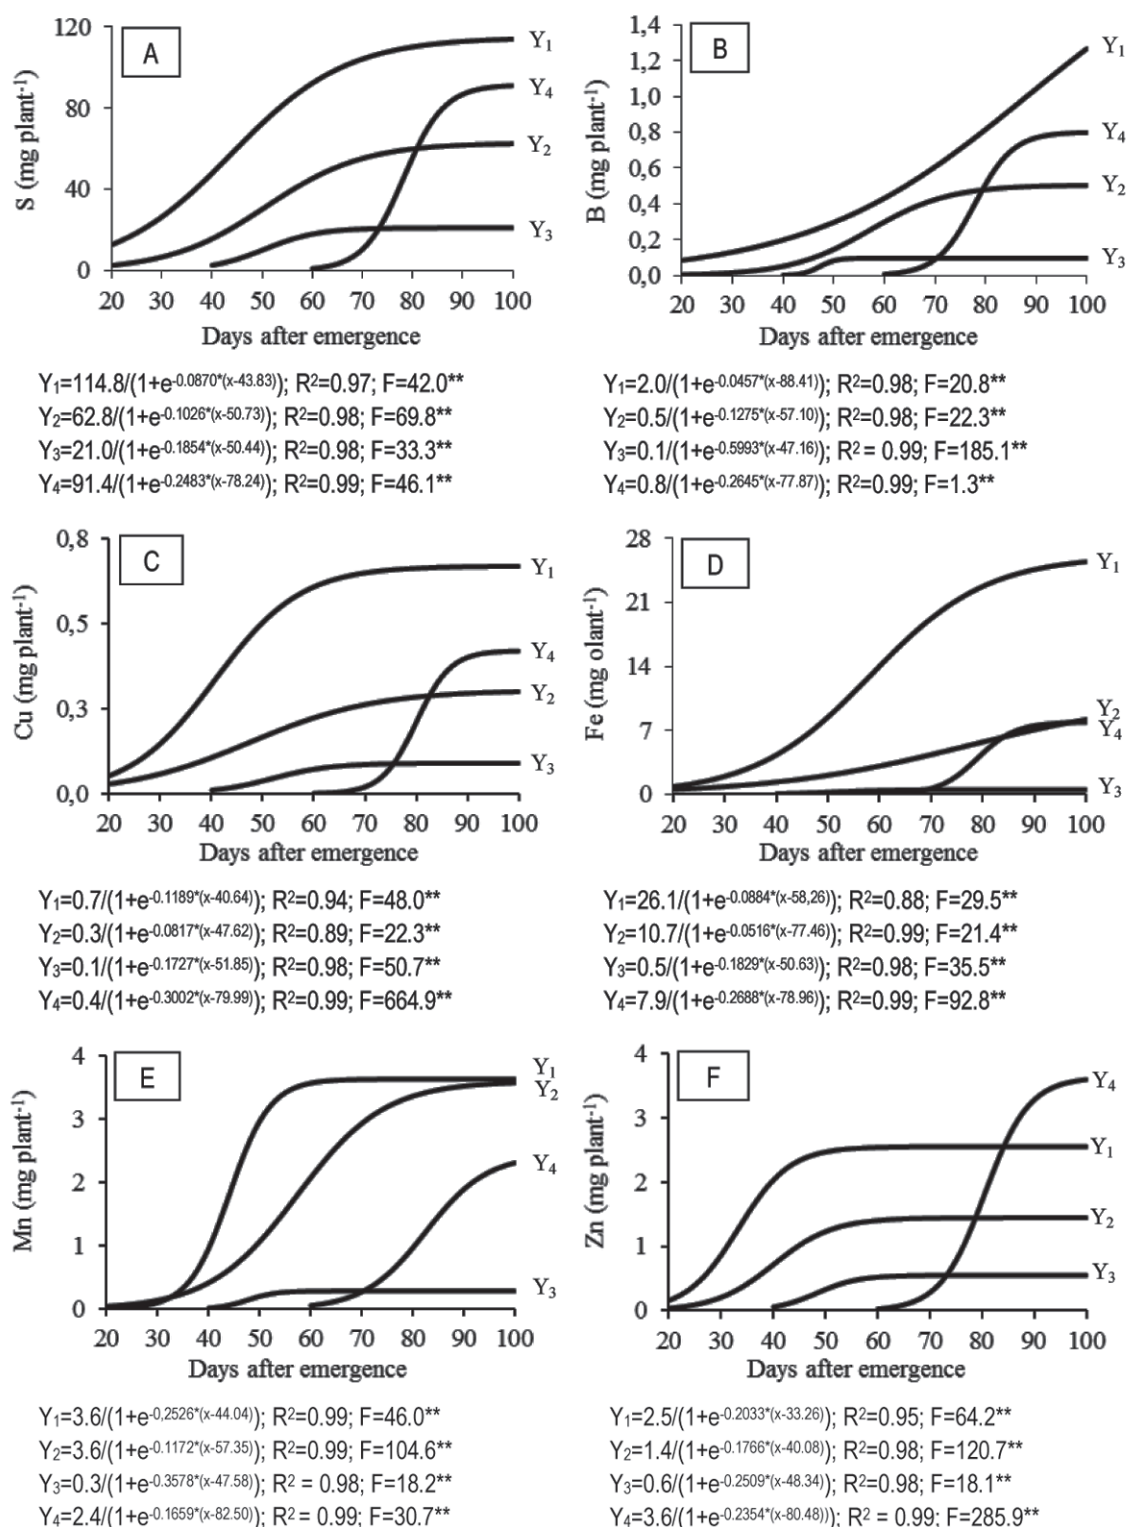 A
S (mg plant-1)
120
80
40
0
20 30 40 50 60 70 80 90 100
Days after emergence
Y1
Y4
Y2
Y3
Y1=114.8/(1+e-0.0870*(x-43.83)); R2=0.97; F=42.0**
Y2=62.8/(1+e-0.1026*(x-50.73)); R2=0.98; F=69.8**
Y3=21.0/(1+e-0.1854*(x-50.44)); R2=0.98; F=33.3**
Y4=91.4/(1+e-0.2483*(x-78.24)); R2=0.99; F=46.1**
B
B (mg plant-1)
1,4
1,2
1,0
0,8
0,6
0,4
0,2
0,0
20 30 40 50 60 70 80 90 100
Days after emergence
Y1
Y4
Y2
Y3
Y1=2.0/(1+e-0.0457*(x-88.41)); R2=0.98; F=20.8**
Y2=0.5/(1+e-0.1275*(x-57.10)); R2=0.98; F=22.3**
Y3=0.1/(1+e-0.5993*(x-47.16)); R2 = 0.99; F=185.1**
Y4=0.8/(1+e-0.2645*(x-77.87)); R2=0.99; F=1.3**
C
Cu (mg plant-1)
0,8
0,5
0,3
0,0
20 30 40 50 60 70 80 90 100
Days after emergence
Y1
Y4
Y2
Y3
Y1=0.7/(1+e-0.1189*(x-40.64)); R2=0.94; F=48.0**
Y2=0.3/(1+e-0.0817*(x-47.62)); R2=0.89; F=22.3**
Y3=0.1/(1+e-0.1727*(x-51.85)); R2=0.98; F=50.7**
Y4=0.4/(1+e-0.3002*(x-79.99)); R2=0.99; F=664.9**
D
Fe (mg olant-1)
28
21
14
7
0
20 30 40 50 60 70 80 90 100
Days after emergence
Y1
Y2
Y4
Y3
Y1=26.1/(1+e-0.0884*(x-58,26)); R2=0.88; F=29.5**
Y2=10.7/(1+e-0.0516*(x-77.46)); R2=0.99; F=21.4**
Y3=0.5/(1+e-0.1829*(x-50.63)); R2=0.98; F=35.5**
Y4=7.9/(1+e-0.2688*(x-78.96)); R2=0.99; F=92.8**
E
Mn (mg plant-1)
4
3
2
1
0
20 30 40 50 60 70 80 90 100
Days after emergence
Y1
Y2
Y4
Y3
Y1=3.6/(1+e-0,2526*(x-44.04)); R2=0.99; F=46.0**
Y2=3.6/(1+e-0.1172*(x-57.35)); R2=0.99; F=104.6**
Y3=0.3/(1+e-0.3578*(x-47.58)); R2 = 0.98; F=18.2**
Y4=2.4/(1+e-0.1659*(x-82.50)); R2 = 0.99; F=30.7**
F
Zn (mg plant-1)
4
3
2
1
0
20 30 40 50 60 70 80 90 100
Days after emergence
Y4
Y1
Y2
Y3
Y1=2.5/(1+e-0.2033*(x-33.26)); R2=0.95; F=64.2**
Y2=1.4/(1+e-0.1766*(x-40.08)); R2=0.98; F=120.7**
Y3=0.6/(1+e-0.2509*(x-48.34)); R2=0.98; F=18.1**
Y4=3.6/(1+e-0.2354*(x-80.48))); R2 = 0.99; F=285.9**